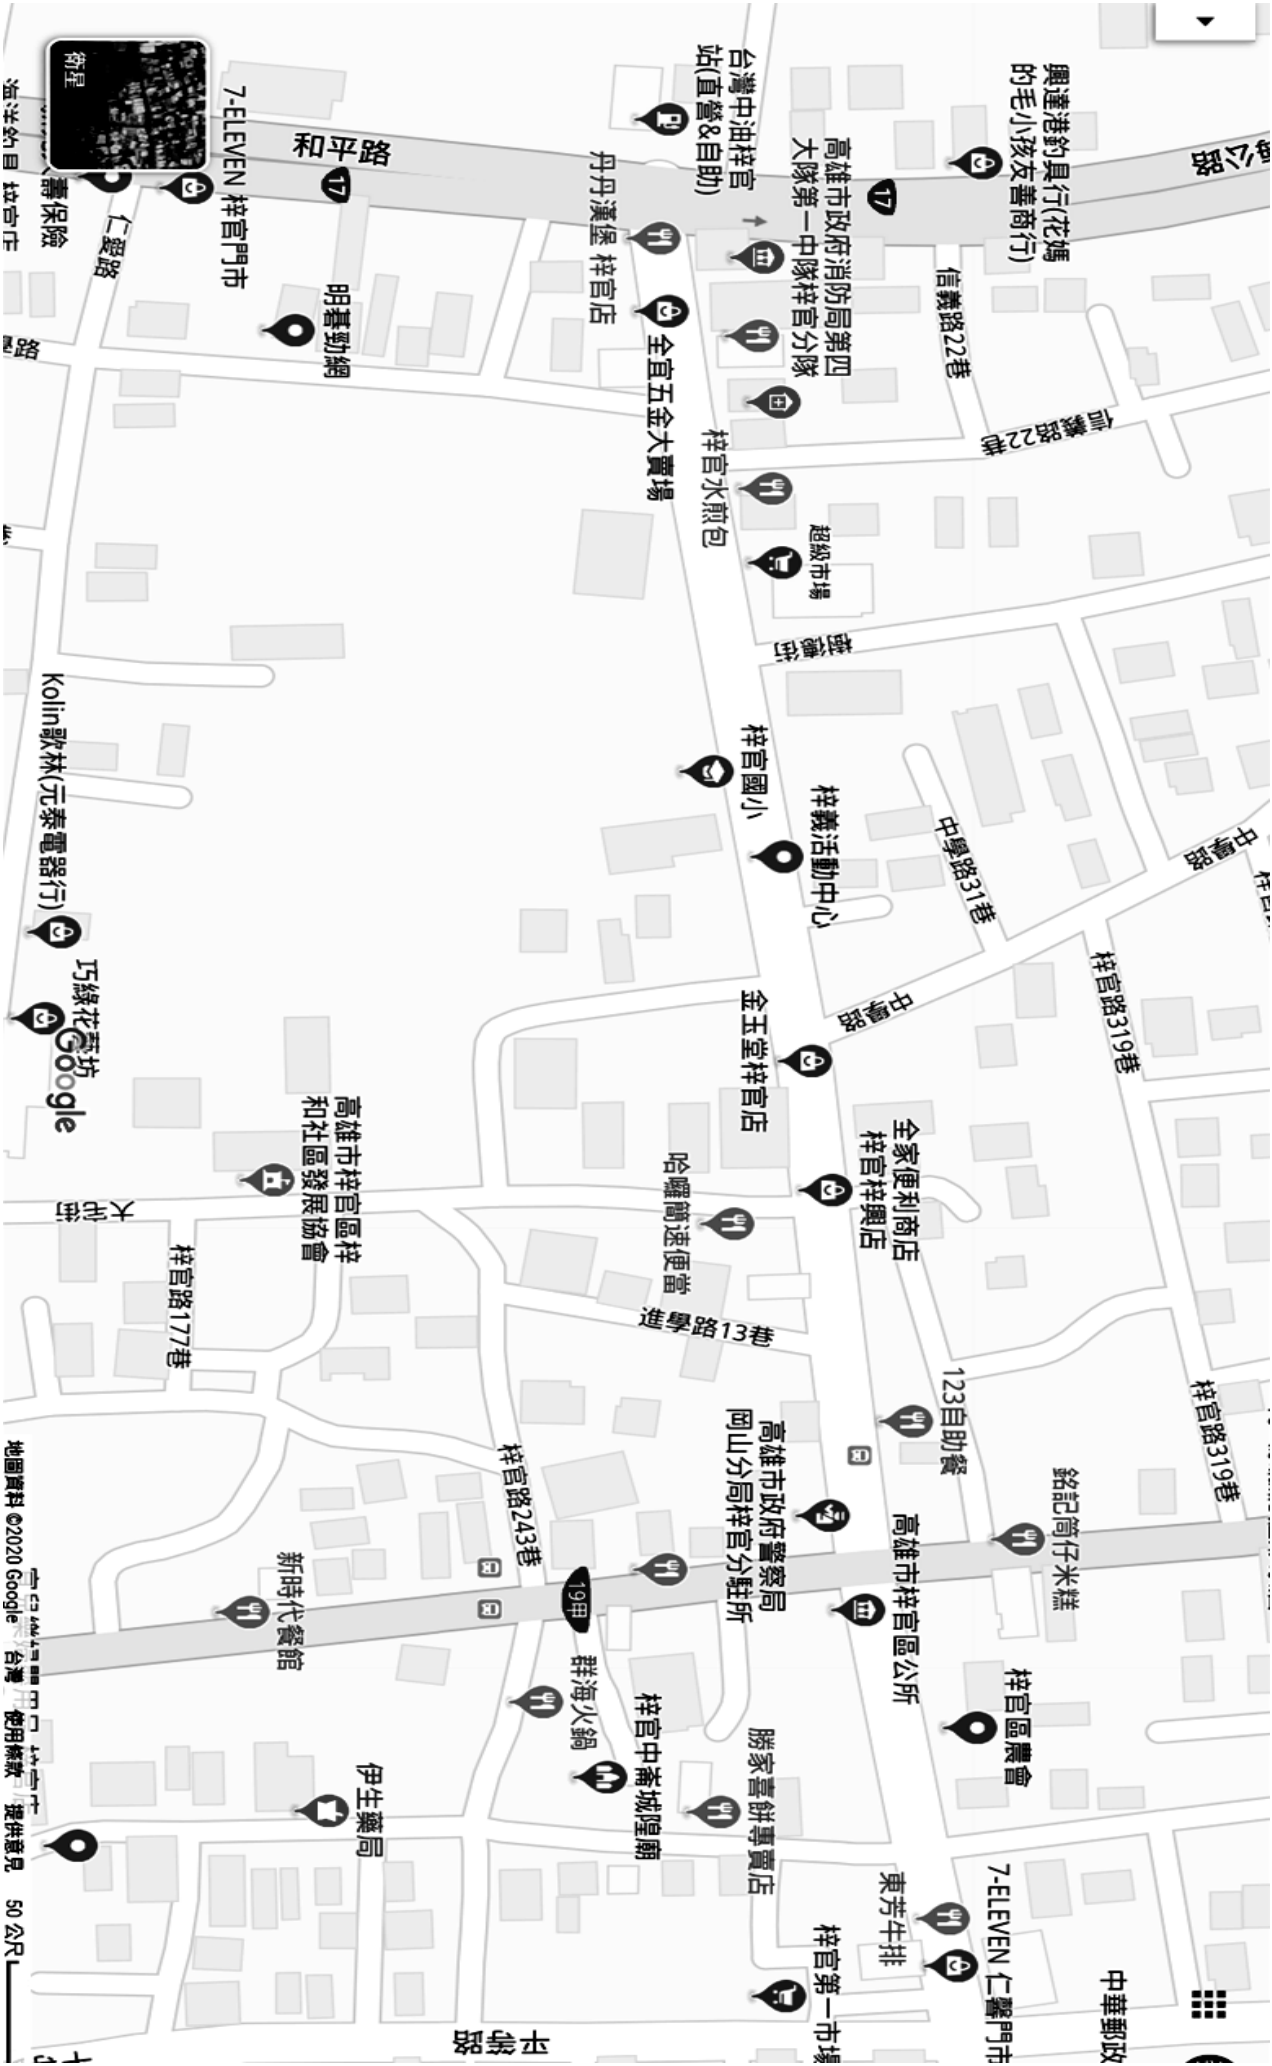 衛星
7-ELEVEN 梓官門市
和平路
17
仁愛路
明碁勁網
台灣中油梓官
站(直營&自助)
丹丹漢堡 梓官店
全宜五金大賣場
高雄市政府消防局第四
大隊第一中隊梓官分隊
17
興達港釣具行(花媽
的毛小孩友善商行)
信義路22巷
信義路22巷
梓官水煎包
超級市場
樹德街
梓官國小
梓義活動中心
中學路31巷
中學路
中學路
梓官路319巷
金玉堂梓官店
Kolin歌林(元泰電器行)
巧綠花藝坊
Google
高雄市梓官區梓
和社區發展協會
大宅街
梓官路177巷
全家便利商店
梓官梓興店
哈囉簡速便當
進學路13巷
123自助餐
梓官路319巷
高雄市政府警察局
岡山分局梓官分駐所
高雄市梓官區公所
銘記筒仔米糕
梓官路243巷
19甲
新時代餐館
群海火鍋
梓官中崙城隍廟
梓官區農會
勝家喜餅專賣店
伊生藥局
東芳牛排
7-ELEVEN 仁馨門市
梓官第一市場
中華郵政
平等路
地圖資料 ©2020 Google 台灣 使用條款 提供意見 50 公尺